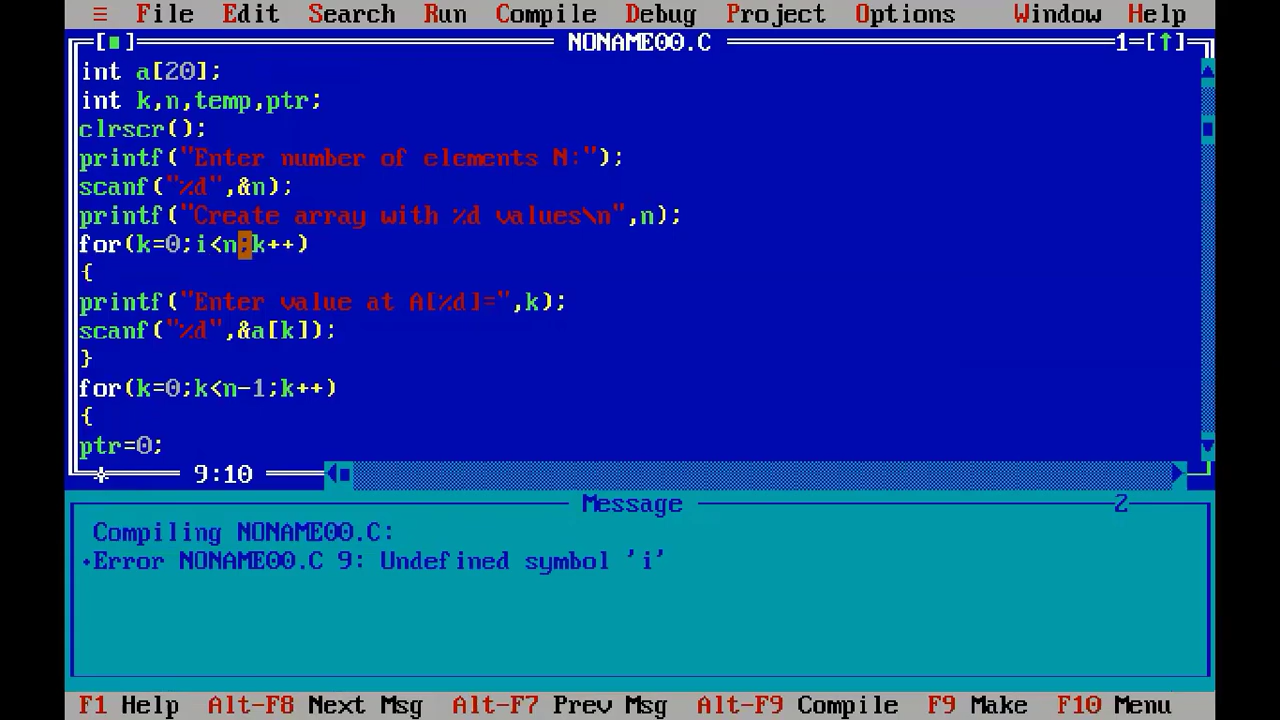 ≡ File Edit Search Run Compile Debug Project Options Window Help
[■] NONAME00.C 1=[↑]
int a[20];
int k,n,temp,ptr;
clrscr();
printf("Enter number of elements N:");
scanf("%d",&n);
printf("Create array with %d values\n",n);
for(k=0;i<n;k++)
{
printf("Enter value at A[%d]=",k);
scanf("%d",&a[k]);
}
for(k=0;k<n-1;k++)
{
ptr=0;
9:10
Message 2
Compiling NONAME00.C:
•Error NONAME00.C 9: Undefined symbol 'i'
F1 Help Alt-F8 Next Msg Alt-F7 Prev Msg Alt-F9 Compile F9 Make F10 Menu